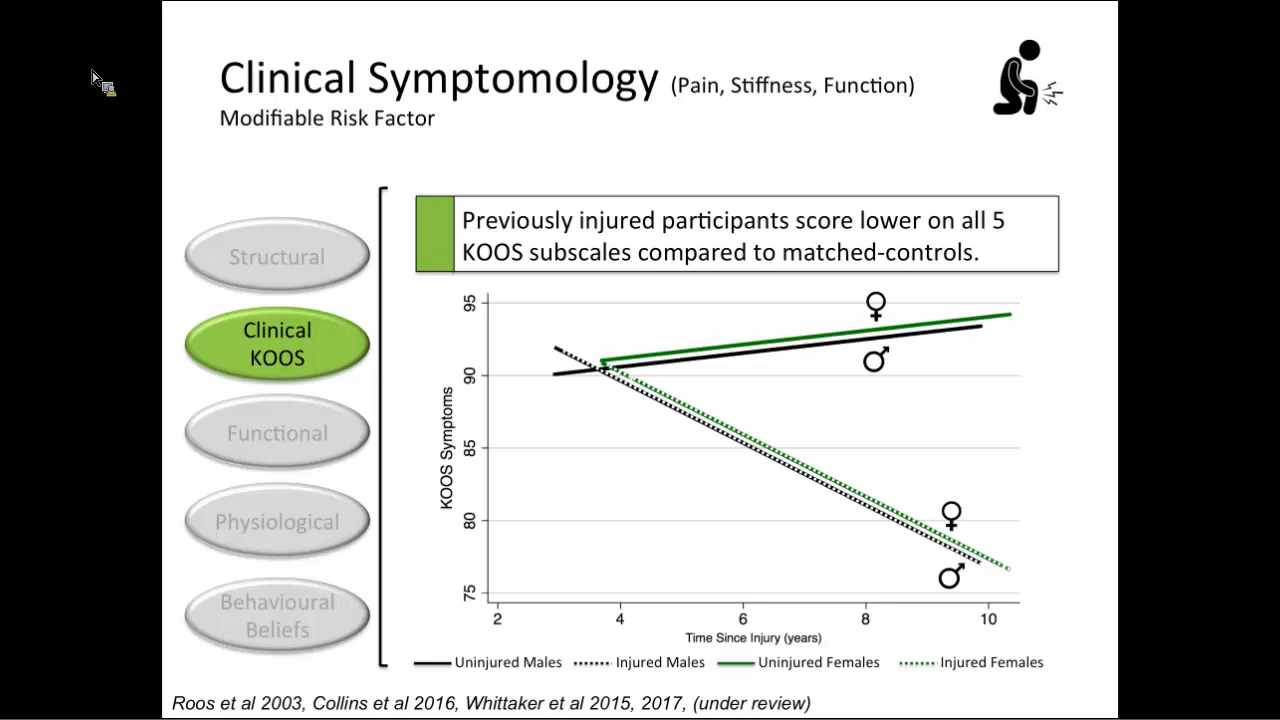 Clinical Symptomology (Pain, Stiffness, Function)
Modifiable Risk Factor
Structural
Clinical
KOOS
Functional
Physiological
Behavioural
Beliefs
Previously injured participants score lower on all 5
KOOS subscales compared to matched-controls.
KOOS Symptoms
95
90
85
80
75
2 4 6 8 10
Time Since Injury (years)
Uninjured Males Injured Males Uninjured Females Injured Females
Roos et al 2003, Collins et al 2016, Whittaker et al 2015, 2017, (under review)